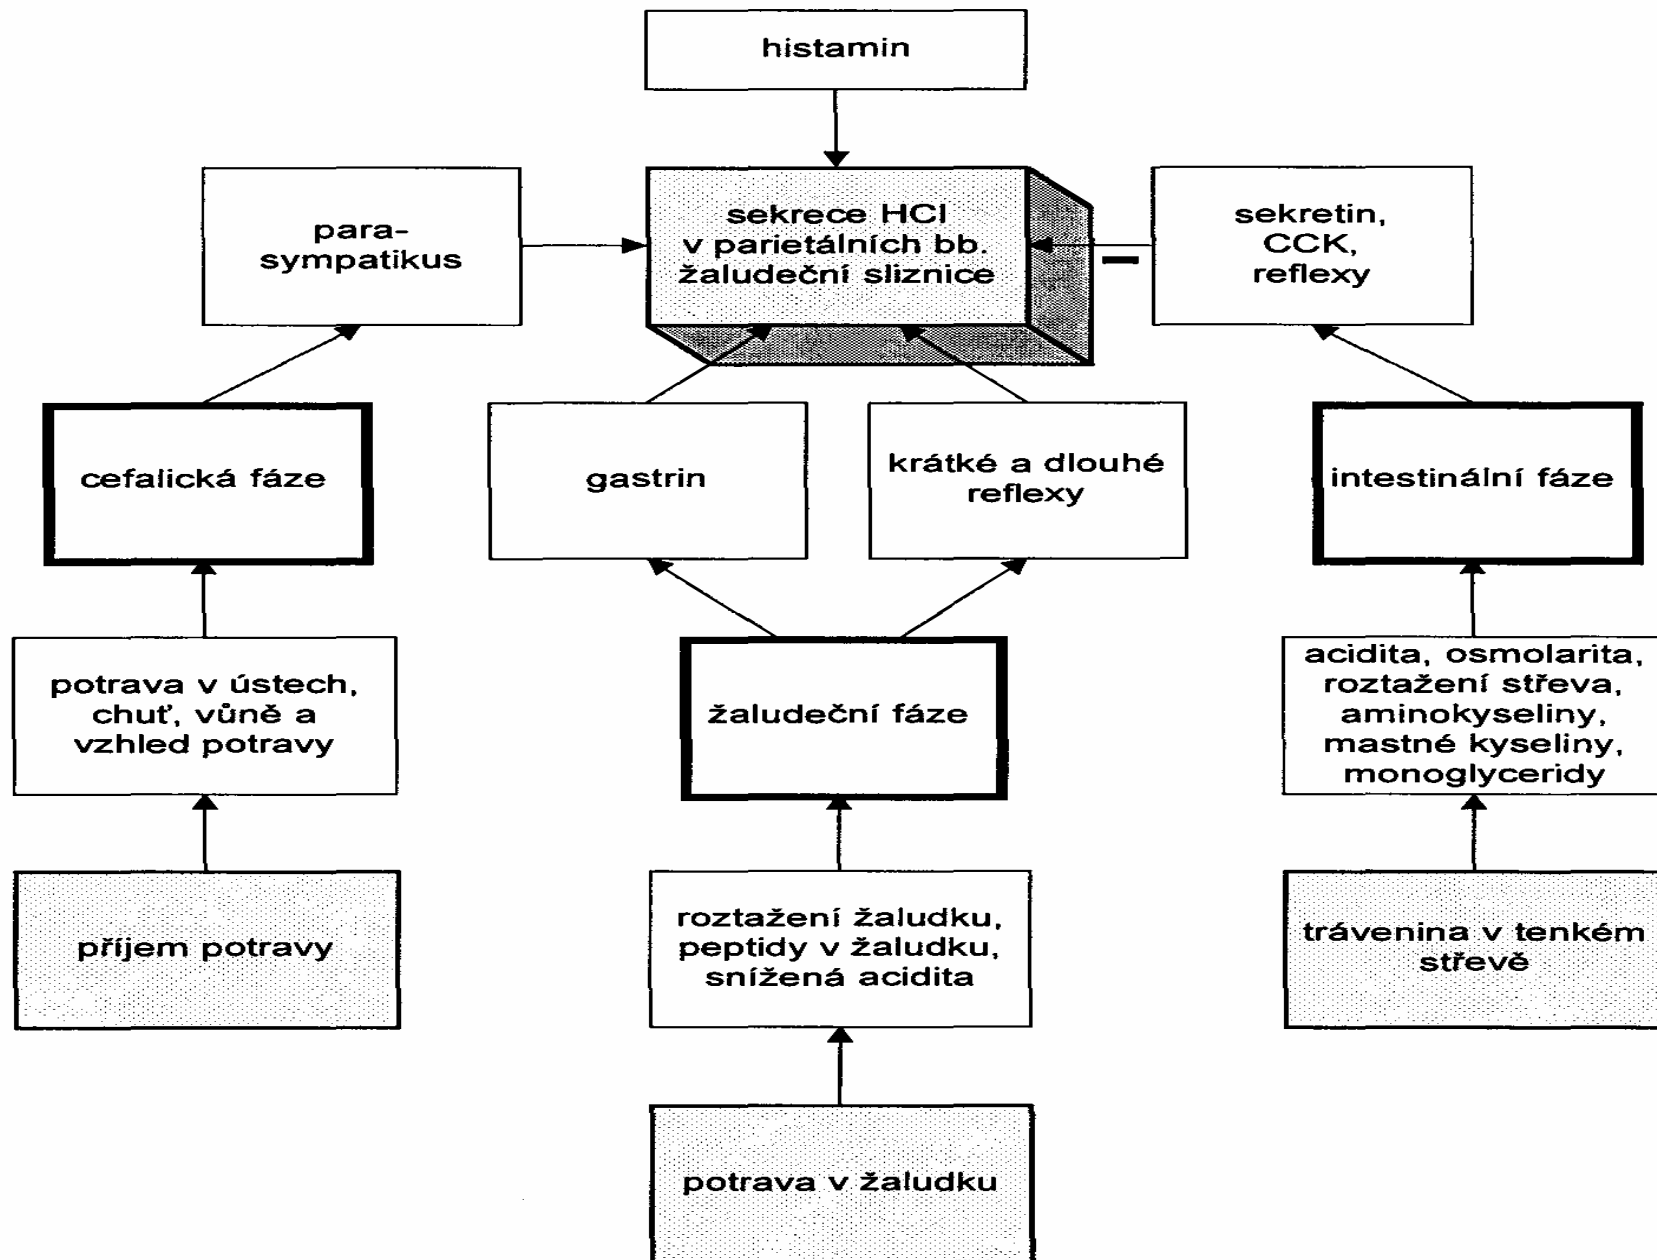 histamin
para-
sympatikus
sekrece HCl
v parietálních bb.
žaludeční sliznice
–
sekretin,
CCK,
reflexy
cefalická fáze
gastrin
krátké a dlouhé
reflexy
intestinální fáze
potrava v ústech,
chuť, vůně a
vzhled potravy
žaludeční fáze
acidita, osmolarita,
roztažení střeva,
aminokyseliny,
mastné kyseliny,
monoglyceridy
příjem potravy
roztažení žaludku,
peptidy v žaludku,
snížená acidita
trávenina v tenkém
střevě
potrava v žaludku